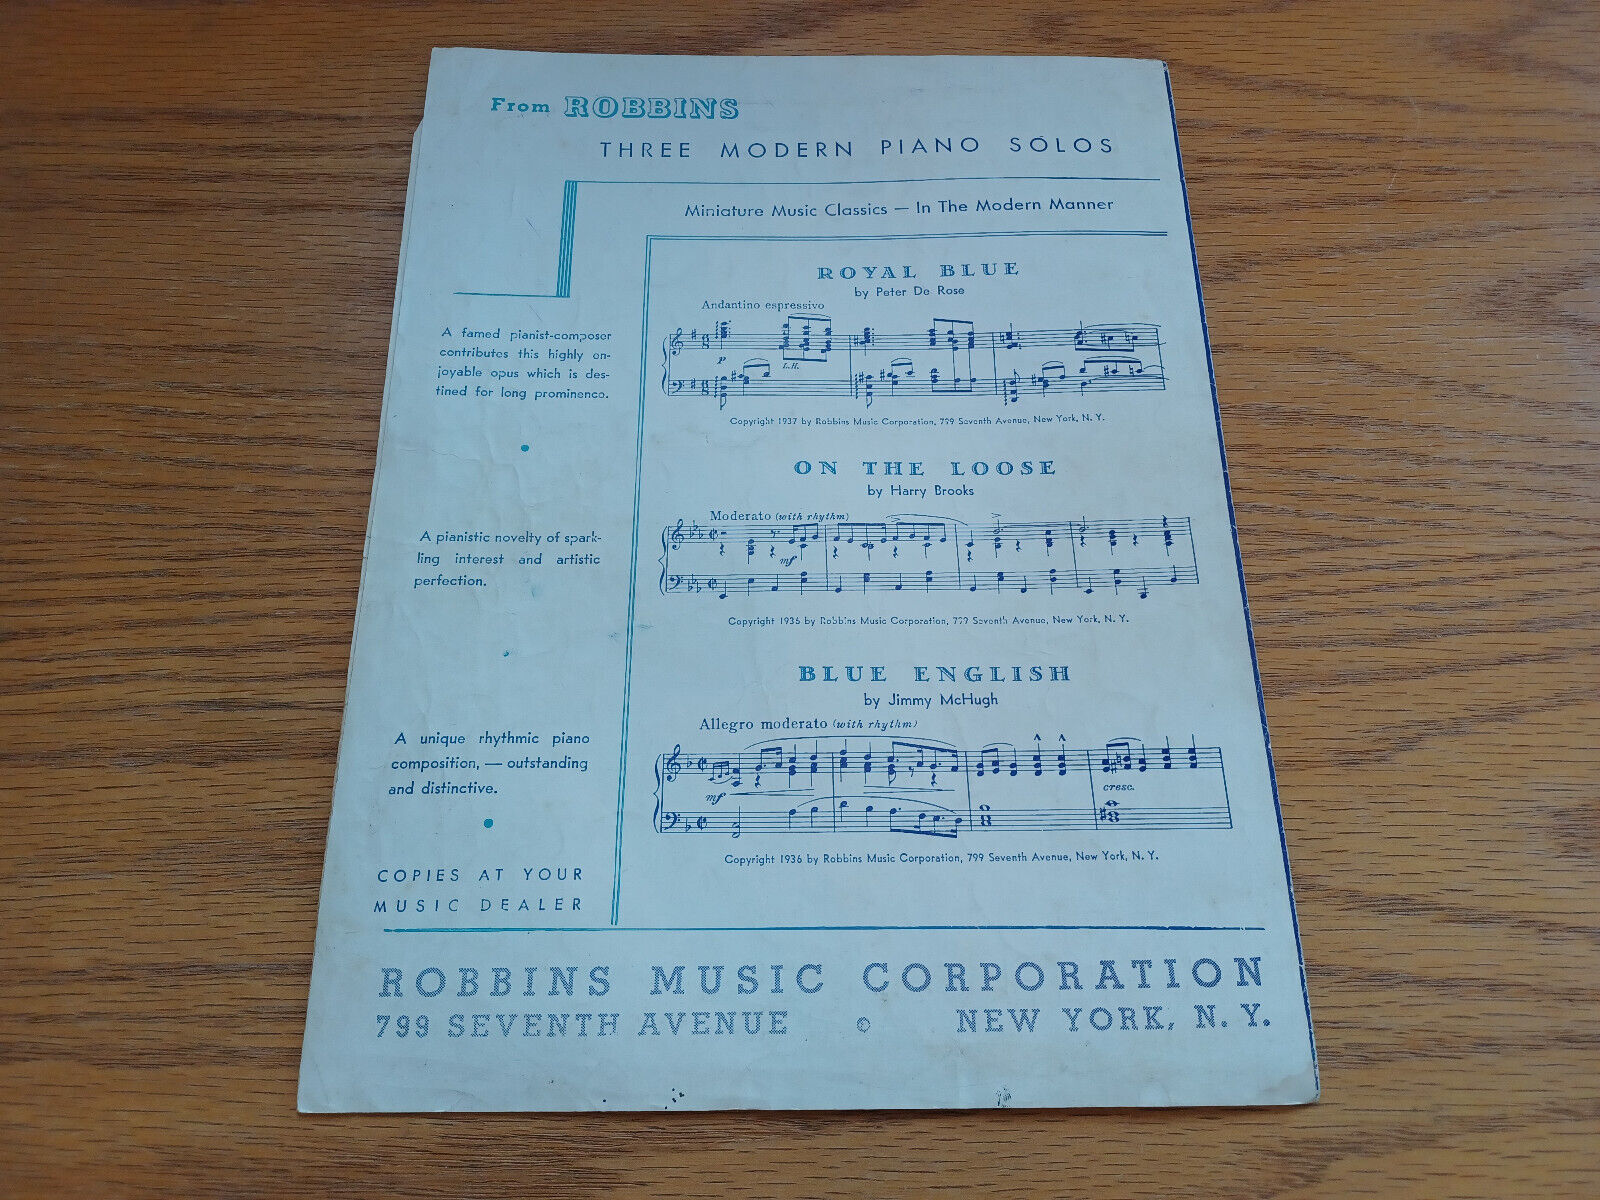 From ROBBINS
THREE MODERN PIANO SOLOS
Miniature Music Classics — In The Modern Manner
ROYAL BLUE
by Peter De Rose
Andantino espressivo
p
L.H.
Copyright 1937 by Robbins Music Corporation, 799 Seventh Avenue, New York, N. Y.
A famed pianist-composer
contributes this highly en-
joyable opus which is des-
tined for long prominence.
ON THE LOOSE
by Harry Brooks
Moderato (with rhythm)
mf
Copyright 1936 by Robbins Music Corporation, 799 Seventh Avenue, New York, N. Y.
A pianistic novelty of spark-
ling interest and artistic
perfection.
BLUE ENGLISH
by Jimmy McHugh
Allegro moderato (with rhythm)
mf
cresc.
Copyright 1936 by Robbins Music Corporation, 799 Seventh Avenue, New York, N. Y.
A unique rhythmic piano
composition, — outstanding
and distinctive.
COPIES AT YOUR
MUSIC DEALER
ROBBINS MUSIC CORPORATION
799 SEVENTH AVENUE NEW YORK, N. Y.